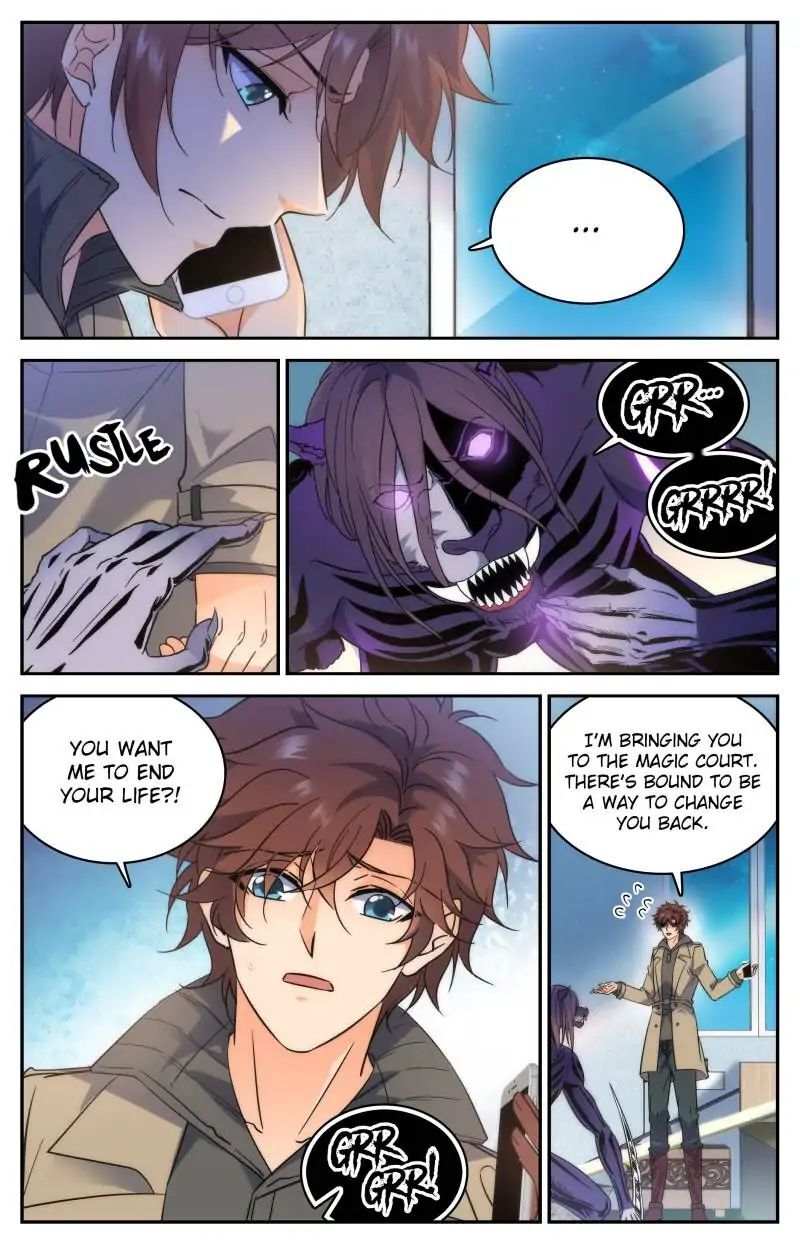 ...
RUSTLE
GRR...
GRRRR!
YOU WANT
ME TO END
YOUR LIFE?!
GRR
GRR!
I'M BRINGING YOU
TO THE MAGIC COURT.
THERE'S BOUND TO BE
A WAY TO CHANGE
YOU BACK.